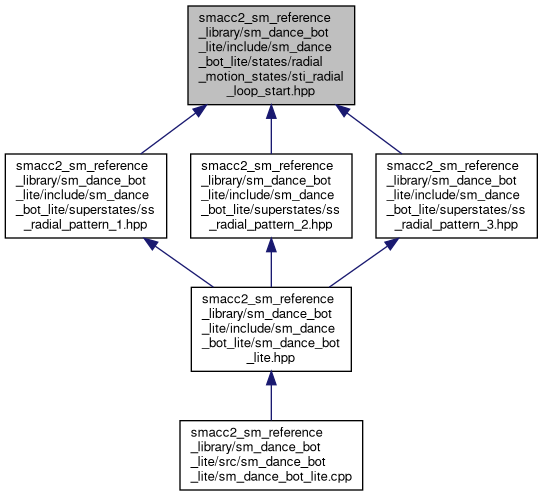 smacc2_sm_reference
_library/sm_dance_bot
_lite/include/sm_dance
_bot_lite/states/radial
_motion_states/sti_radial
_loop_start.hpp
smacc2_sm_reference
_library/sm_dance_bot
_lite/include/sm_dance
_bot_lite/superstates/ss
_radial_pattern_1.hpp
smacc2_sm_reference
_library/sm_dance_bot
_lite/include/sm_dance
_bot_lite/superstates/ss
_radial_pattern_2.hpp
smacc2_sm_reference
_library/sm_dance_bot
_lite/include/sm_dance
_bot_lite/superstates/ss
_radial_pattern_3.hpp
smacc2_sm_reference
_library/sm_dance_bot
_lite/include/sm_dance
_bot_lite/sm_dance_bot
_lite.hpp
smacc2_sm_reference
_library/sm_dance_bot
_lite/src/sm_dance_bot
_lite/sm_dance_bot_lite.cpp